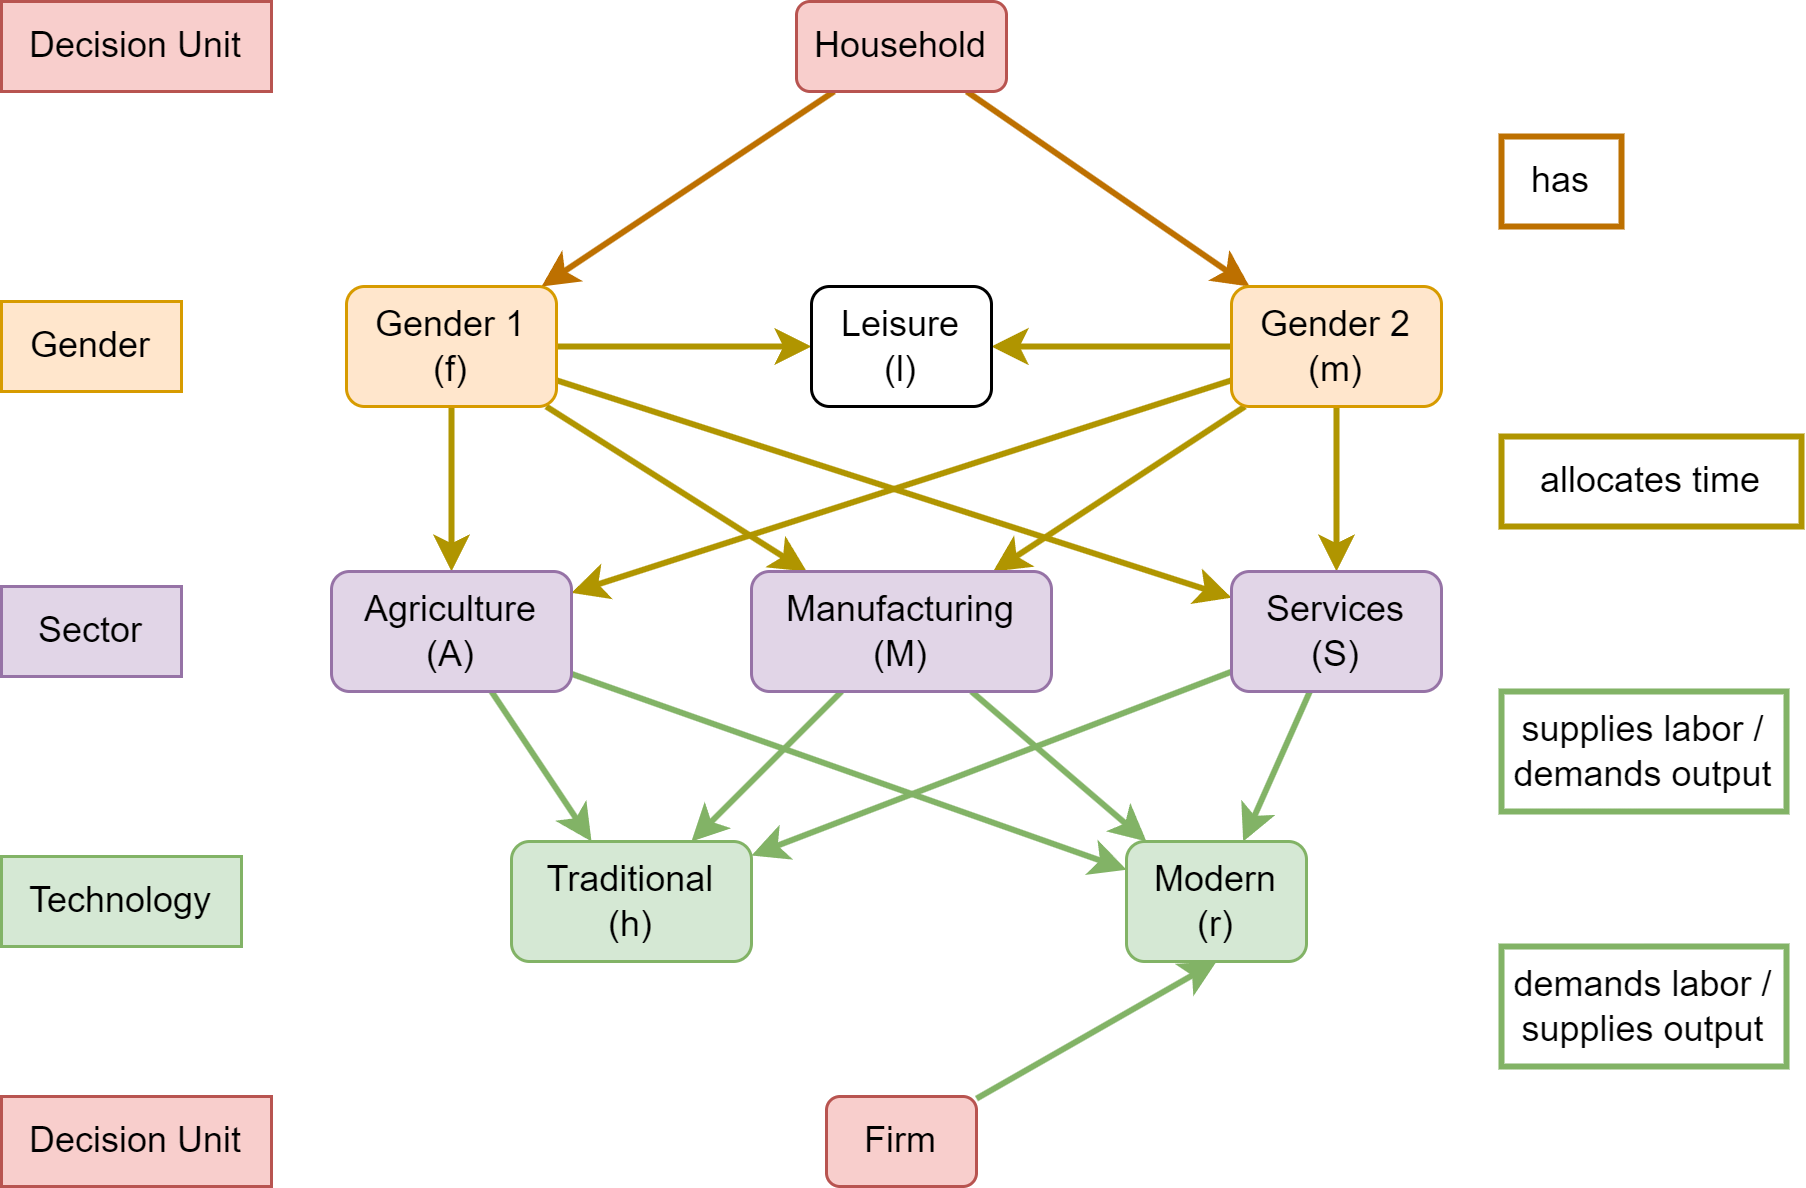 Decision Unit
Household
has
Gender
Gender 1
(f)
Leisure
(l)
Gender 2
(m)
allocates time
Sector
Agriculture
(A)
Manufacturing
(M)
Services
(S)
supplies labor /
demands output
Technology
Traditional
(h)
Modern
(r)
demands labor /
supplies output
Decision Unit
Firm